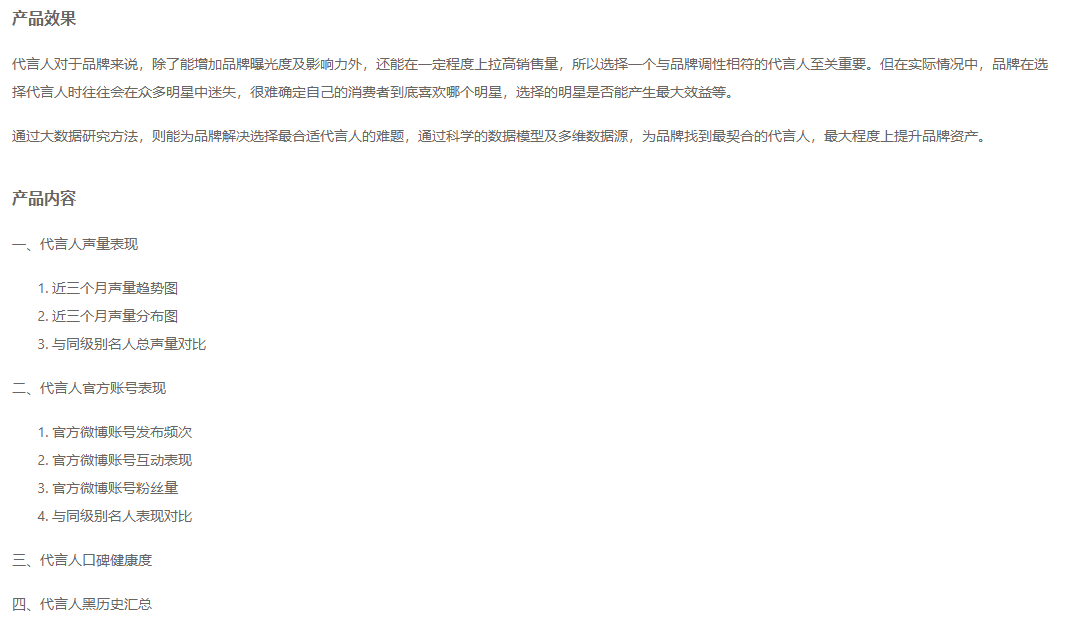 产品效果
代言人对于品牌来说，除了能增加品牌曝光度及影响力外，还能在一定程度上拉高销售量，所以选择一个与品牌调性相符的代言人至关重要。但在实际情况中，品牌在选
择代言人时往往会在众多明星中迷失，很难确定自己的消费者到底喜欢哪个明星，选择的明星是否能产生最大效益等。
通过大数据研究方法，则能为品牌解决选择最合适代言人的难题，通过科学的数据模型及多维数据源，为品牌找到最契合的代言人，最大程度上提升品牌资产。
产品内容
一、代言人声量表现
1. 近三个月声量趋势图
2. 近三个月声量分布图
3. 与同级别名人总声量对比
二、代言人官方账号表现
1. 官方微博账号发布频次
2. 官方微博账号互动表现
3. 官方微博账号粉丝量
4. 与同级别名人表现对比
三、代言人口碑健康度
四、代言人黑历史汇总